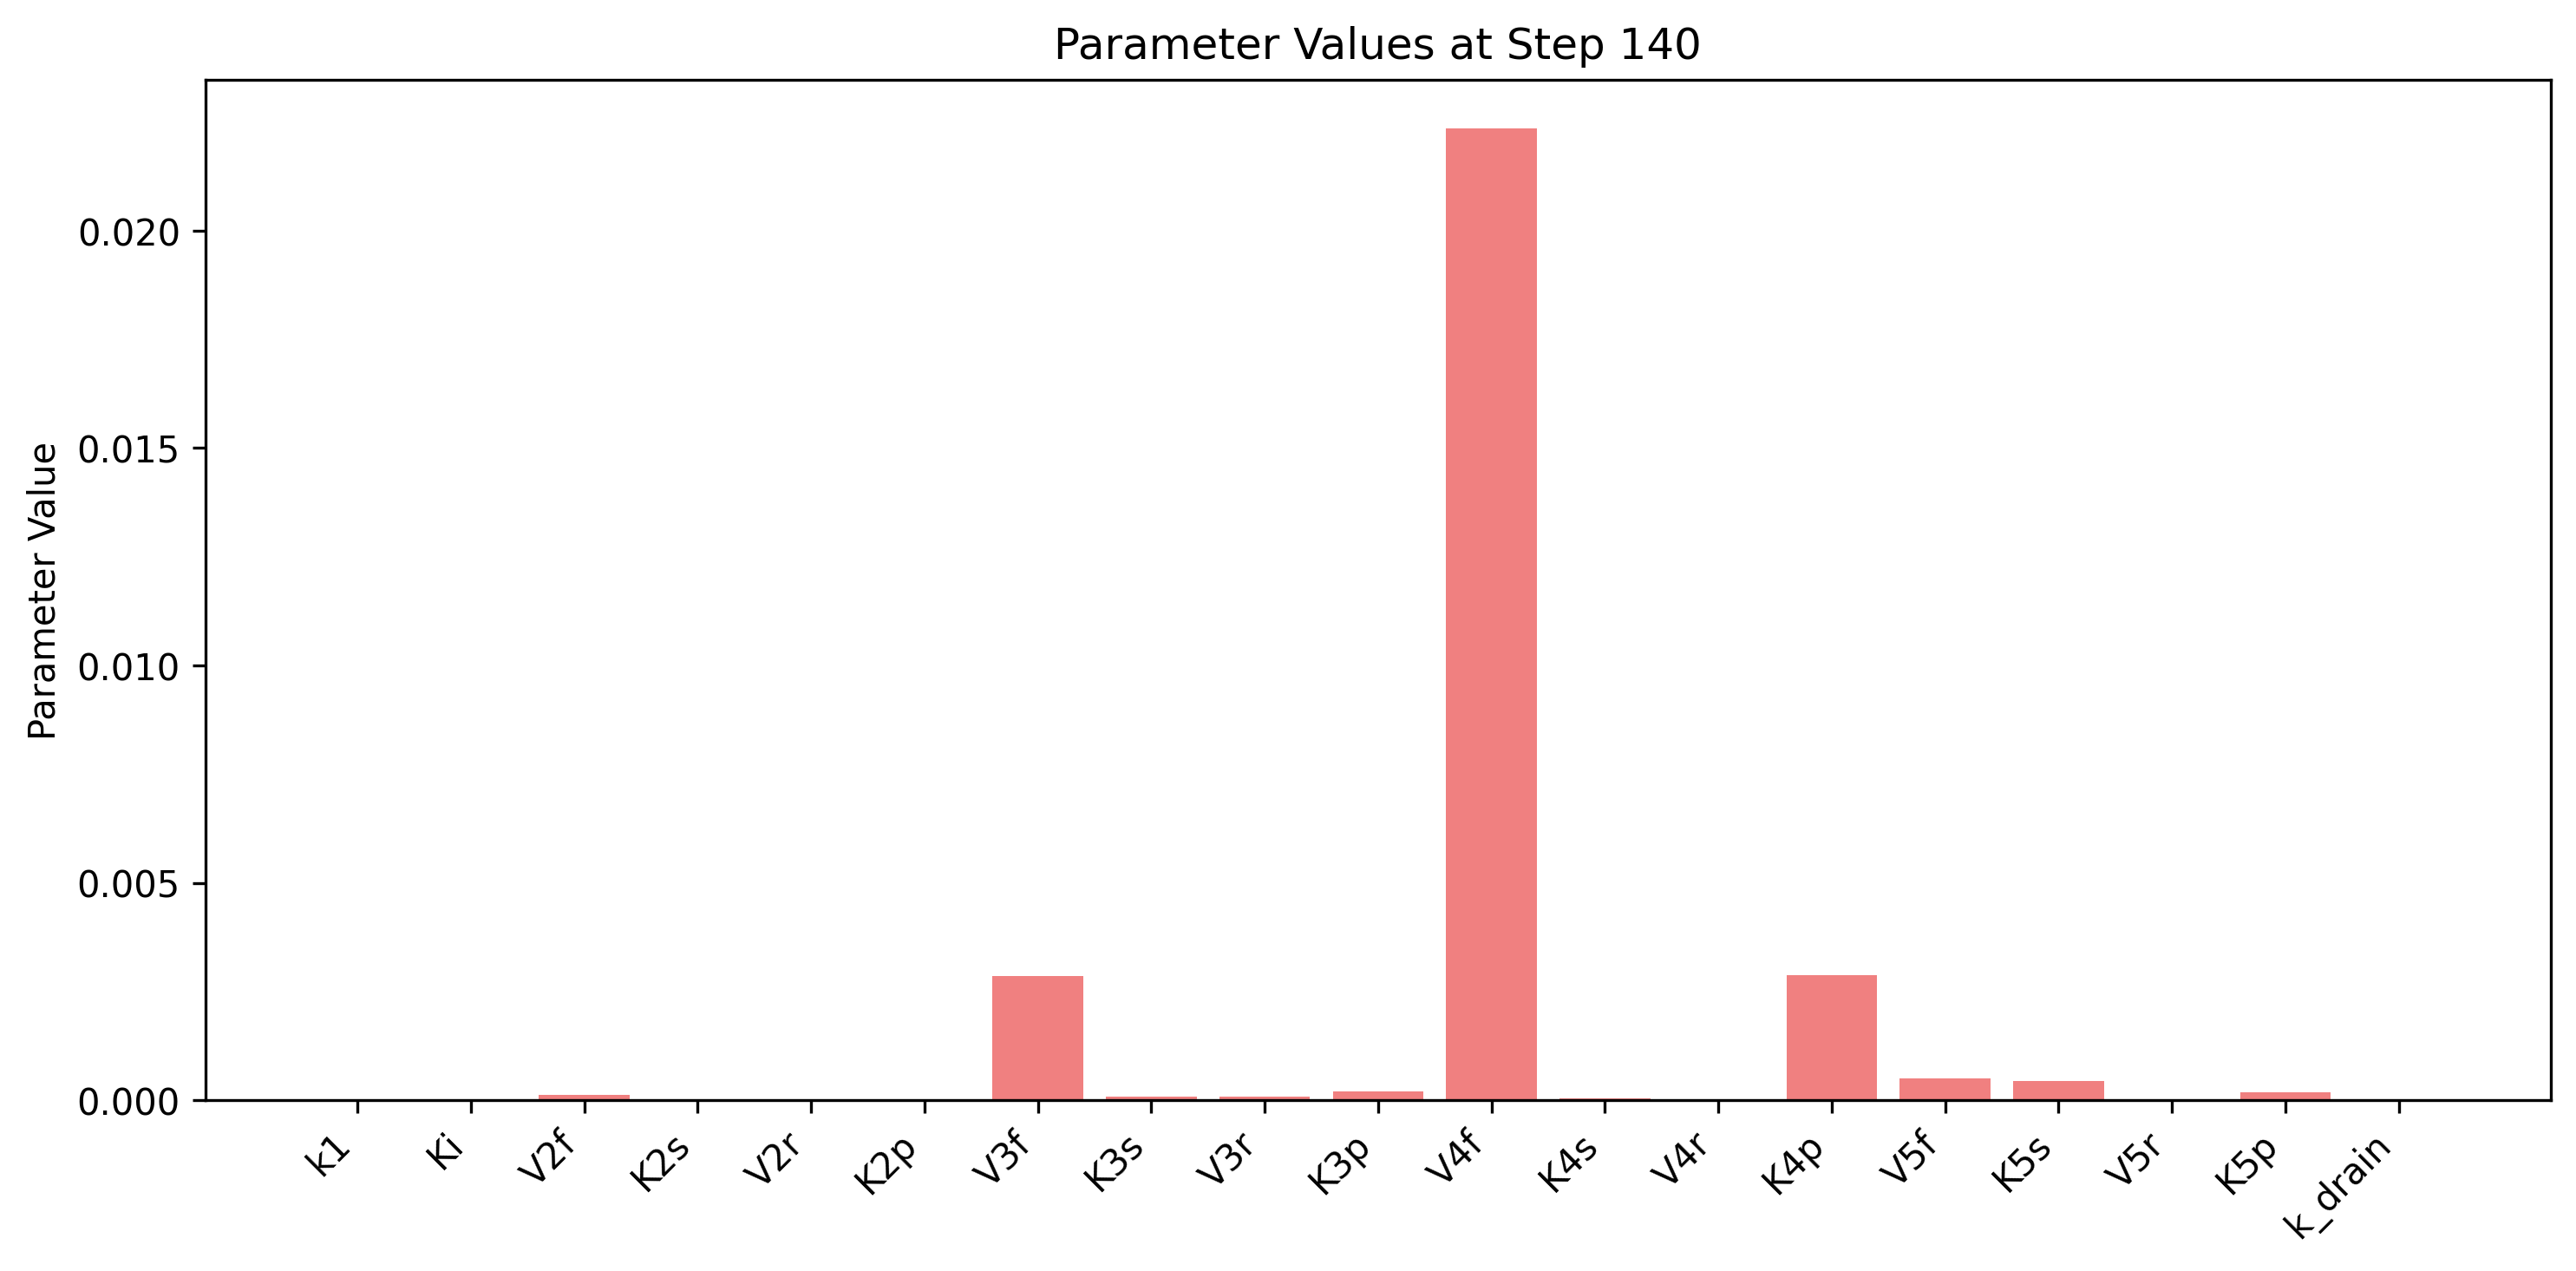 Parameter Values at Step 140
Parameter Value
0.020
0.015
0.010
0.005
0.000
k1
Ki
V2f
K2s
V2r
K2p
V3f
K3s
V3r
K3p
V4f
K4s
V4r
K4p
V5f
K5s
V5r
K5p
k_drain